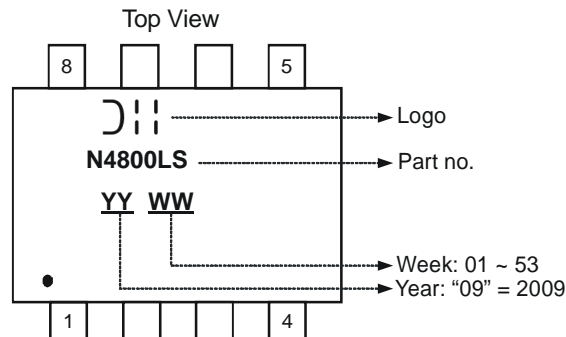 Top View
8 5
Logo
N4800LS Part no.
YY WW
Week: 01 ~ 53
Year: “09” = 2009
1 4